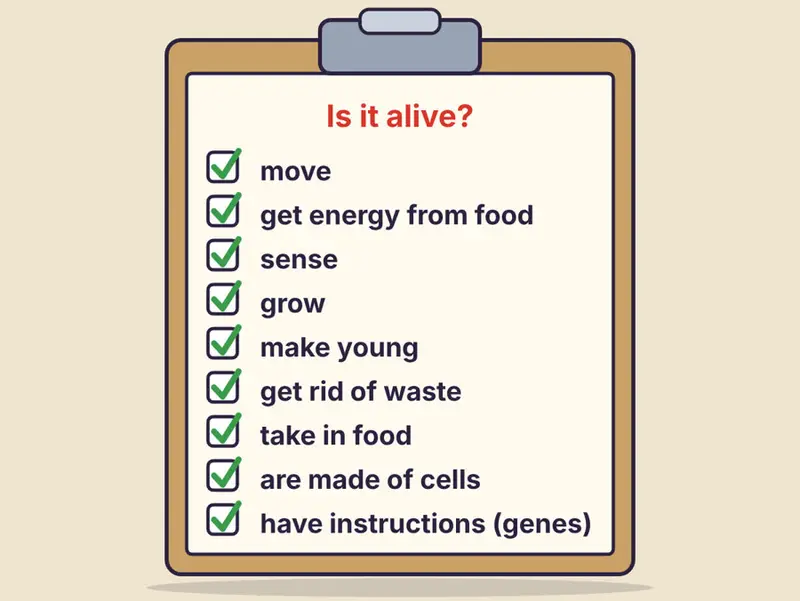 Is it alive?
move
get energy from food
sense
grow
make young
get rid of waste
take in food
are made of cells
have instructions (genes)